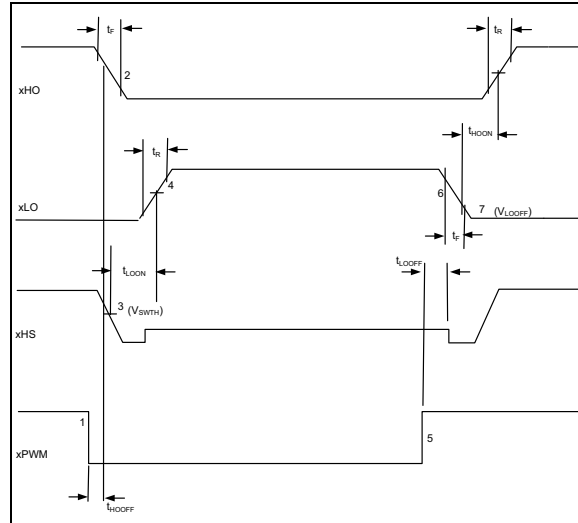 tF
tR
2
xHO
tHOON
tR
4
6
xLO
7 (VLOOFF)
tF
tLOON
tLOOFF
3 (VSWTH)
xHS
1
5
xPWM
tHOOFF